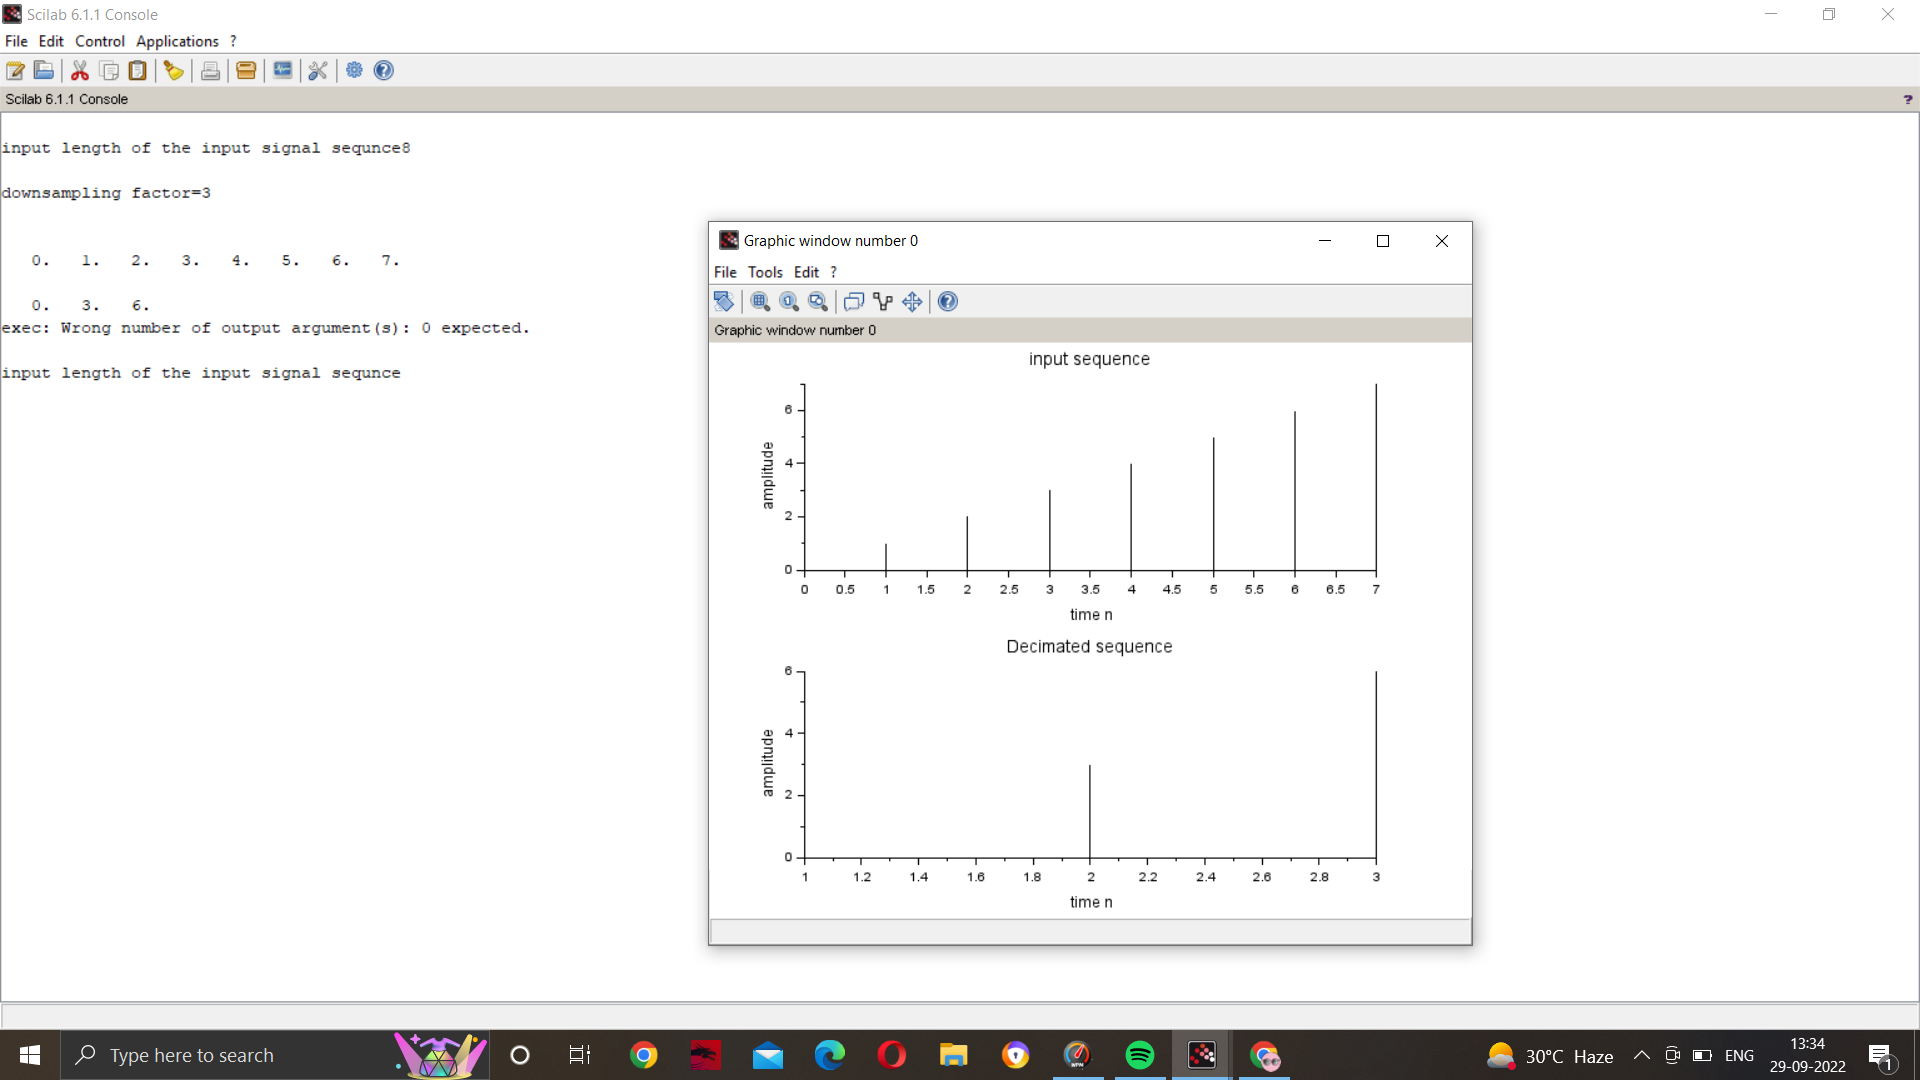 Scilab 6.1.1 Console
File Edit Control Applications ?
Scilab 6.1.1 Console ?
input length of the input signal sequnce8
downsampling factor=3
0. 1. 2. 3. 4. 5. 6. 7.
0. 3. 6.
exec: Wrong number of output argument(s): 0 expected.
input length of the input signal sequnce
Graphic window number 0
File Tools Edit ?
Graphic window number 0
input sequence
6
4
2
0
amplitude
0 0.5 1 1.5 2 2.5 3 3.5 4 4.5 5 5.5 6 6.5 7
time n
Decimated sequence
6
4
2
0
amplitude
1 1.2 1.4 1.6 1.8 2 2.2 2.4 2.6 2.8 3
time n
Type here to search
30°C Haze
ENG
13:34
29-09-2022
1